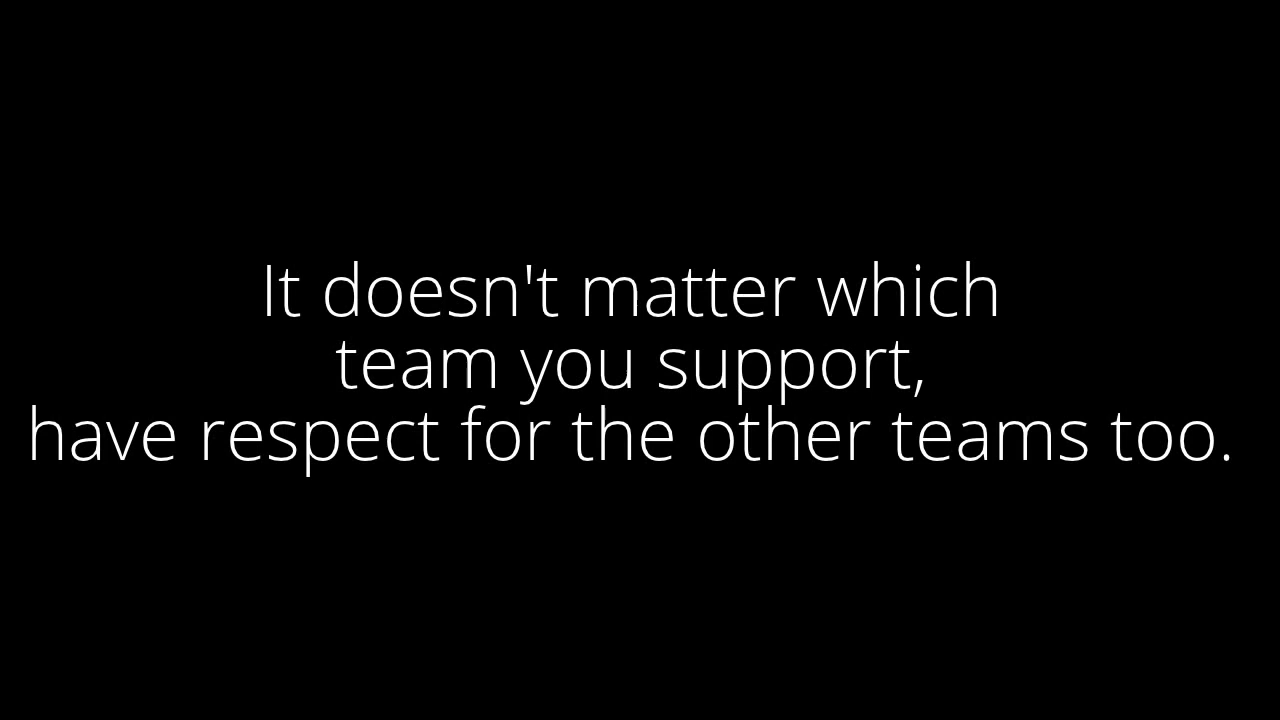 It doesn't matter which
team you support,
have respect for the other teams too.